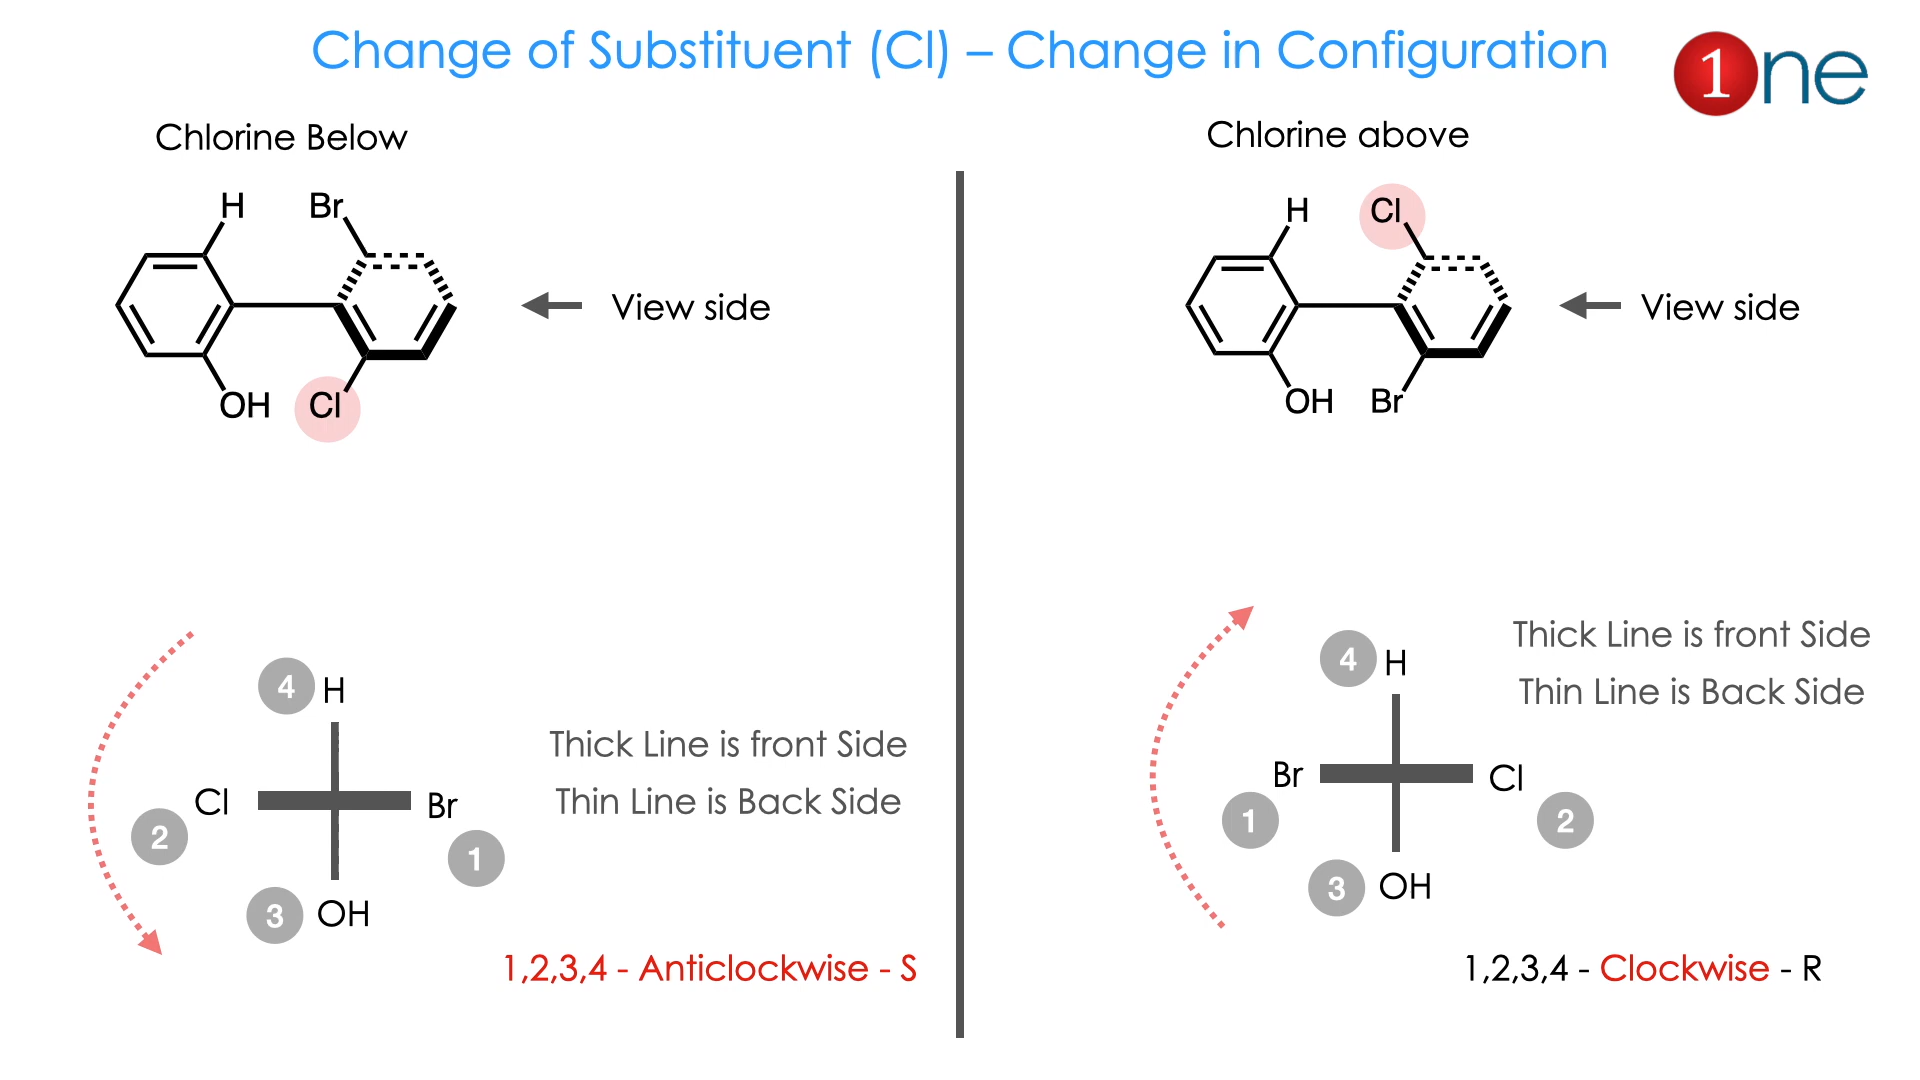 Change of Substituent (Cl) – Change in Configuration
1ne
Chlorine Below
H
Br
OH
Cl
View side
4
H
Cl
Br
2
1
3
OH
Thick Line is front Side
Thin Line is Back Side
1,2,3,4 - Anticlockwise - S
Chlorine above
H
Cl
OH
Br
View side
Thick Line is front Side
Thin Line is Back Side
4
H
Br
Cl
1
2
3
OH
1,2,3,4 - Clockwise - R